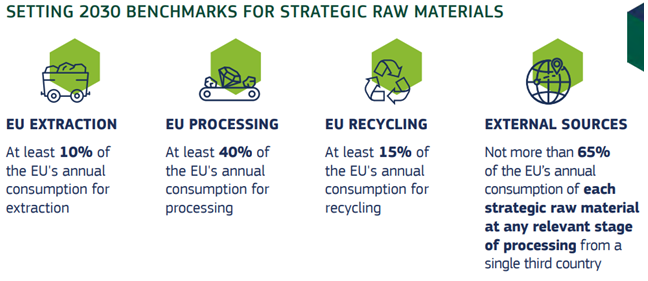 SETTING 2030 BENCHMARKS FOR STRATEGIC RAW MATERIALS
EU EXTRACTION
At least 10% of
the EU's annual
consumption for
extraction
EU PROCESSING
At least 40% of
the EU's annual
consumption for
processing
EU RECYCLING
At least 15% of
the EU's annual
consumption for
recycling
EXTERNAL SOURCES
Not more than 65%
of the EU's annual
consumption of each
strategic raw material
at any relevant stage
of processing from a
single third country